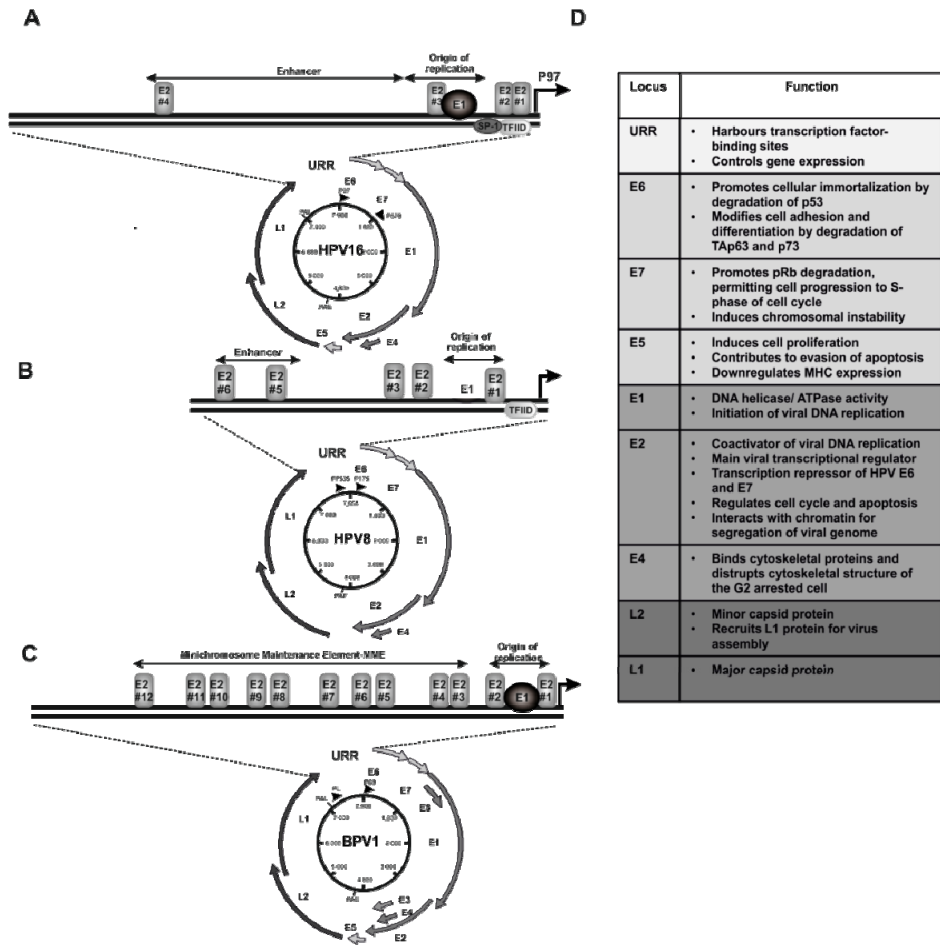 A
Enhancer
Origin of
replication
P97
E2
#4
E2
#3
E1
E2
#2
E2
#1
SP-1
TFIID
URR
E6
P97
E7
P670
E1
L1
HPV16
L2
E2
E5
E4
B
Enhancer
Origin of
replication
E2
#6
E2
#5
E2
#3
E2
#2
E1
E2
#1
TFIID
URR
E6
P175
E7
L1
HPV8
E1
L2
E2
E4
C
Minichromosome Maintenance Element-MME
Origin of
replication
E2
#12
E2
#11
E2
#10
E2
#9
E2
#8
E2
#7
E2
#6
E2
#5
E2
#4
E2
#3
E2
#2
E1
E2
#1
URR
E6
E7
E8
L1
BPV1
E1
L2
E3
E4
E5
E2
D
Locus Function
URR • Harbours transcription factor-
binding sites
• Controls gene expression
E6 • Promotes cellular immortalization by
degradation of p53
• Modifies cell adhesion and
differentiation by degradation of
TAp63 and p73
E7 • Promotes pRb degradation,
permitting cell progression to S-
phase of cell cycle
• Induces chromosomal instability
E5 • Induces cell proliferation
• Contributes to evasion of apoptosis
• Downregulates MHC expression
E1 • DNA helicase/ ATPase activity
• Initiation of viral DNA replication
E2 • Coactivator of viral DNA replication
• Main viral transcriptional regulator
• Transcription repressor of HPV E6
and E7
• Regulates cell cycle and apoptosis
• Interacts with chromatin for
segregation of viral genome
E4 • Binds cytoskeletal proteins and
distrupts cytoskeletal structure of
the G2 arrested cell
L2 • Minor capsid protein
• Recruits L1 protein for virus
assembly
L1 • Major capsid protein